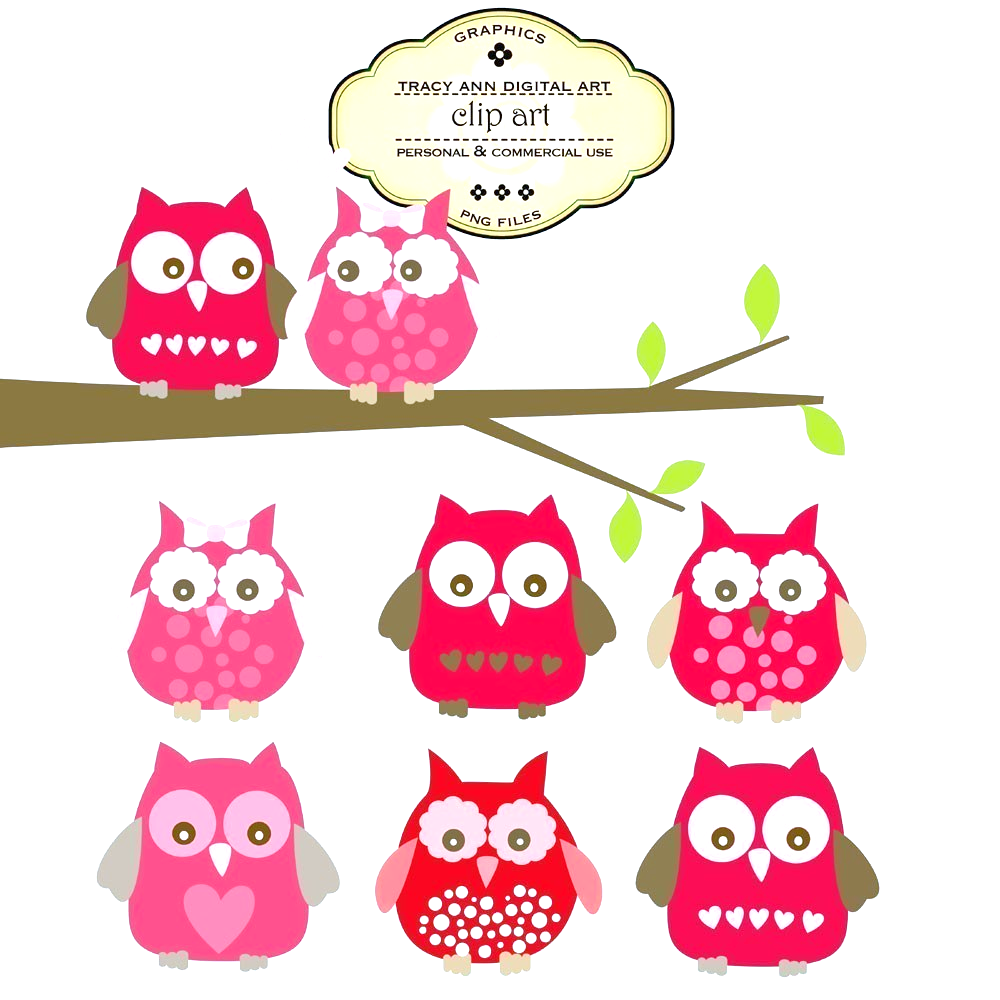 GRAPHICS
TRACY ANN DIGITAL ART
clip art
PERSONAL & COMMERCIAL USE
PNG FILES